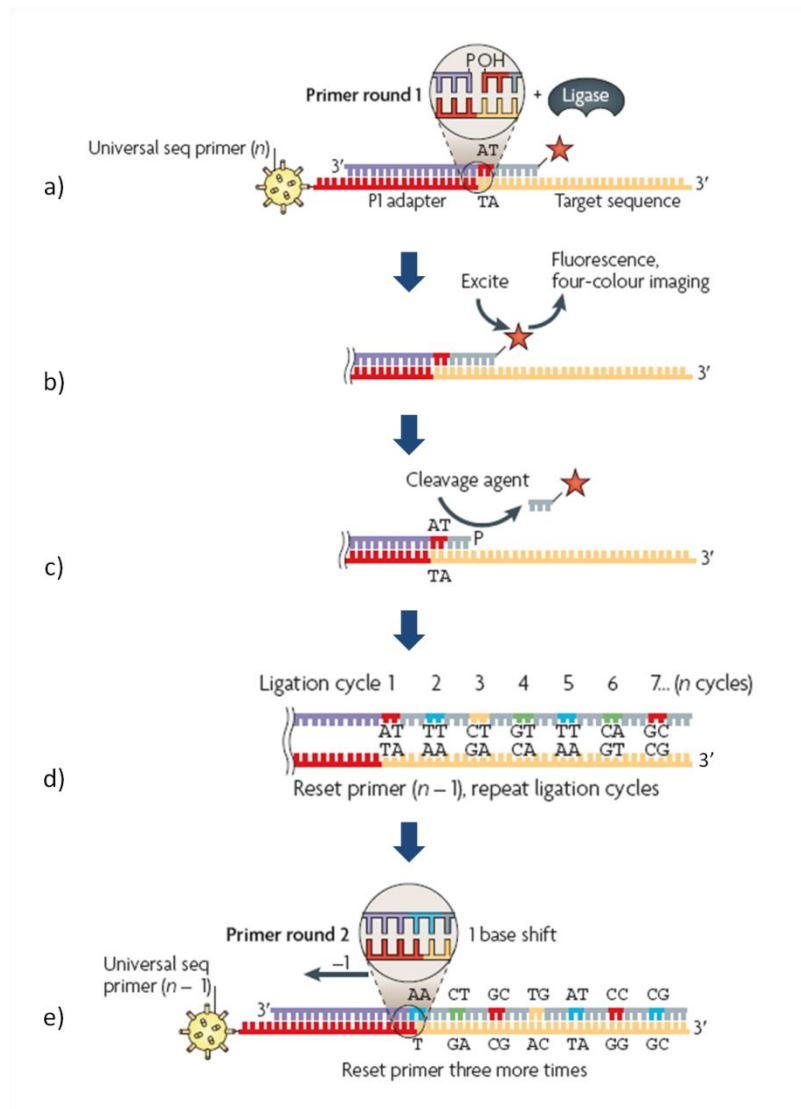 P OH
Primer round 1
+
Ligase
Universal seq primer (n)
AT
3′
a)
P1 adapter
TA
Target sequence
3′
Excite
Fluorescence,
four-colour imaging
b)
3′
Cleavage agent
AT
P
c)
TA
3′
Ligation cycle 1 2 3 4 5 6 7... (n cycles)
AT TT CT GT TT CA GC
TA AA GA CA AA GT CG
3′
d)
Reset primer (n – 1), repeat ligation cycles
Primer round 2
1 base shift
–1
Universal seq
primer (n – 1)
AA CT GC TG AT CC CG
3′
e)
3′
T GA CG AC TA GG GC
Reset primer three more times